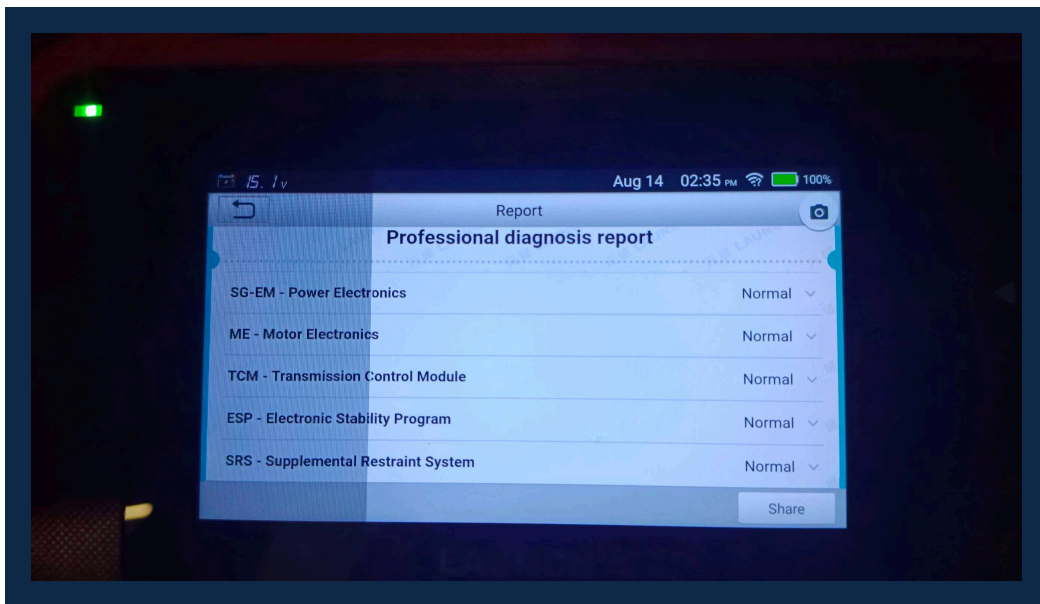 15.1v Aug 14 02:35 PM 100%
Report
Professional diagnosis report
SG-EM - Power Electronics Normal
ME - Motor Electronics Normal
TCM - Transmission Control Module Normal
ESP - Electronic Stability Program Normal
SRS - Supplemental Restraint System Normal
Share